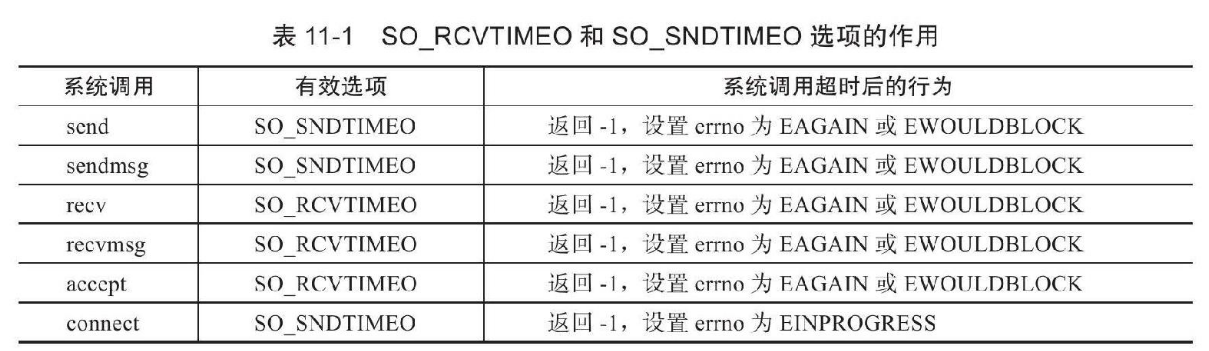 表 11-1 SO_RCVTIMEO 和 SO_SNDTIMEO 选项的作用
系统调用 有效选项 系统调用超时后的行为
send SO_SNDTIMEO 返回 -1，设置 errno 为 EAGAIN 或 EWOULDBLOCK
sendmsg SO_SNDTIMEO 返回 -1，设置 errno 为 EAGAIN 或 EWOULDBLOCK
recv SO_RCVTIMEO 返回 -1，设置 errno 为 EAGAIN 或 EWOULDBLOCK
recvmsg SO_RCVTIMEO 返回 -1，设置 errno 为 EAGAIN 或 EWOULDBLOCK
accept SO_RCVTIMEO 返回 -1，设置 errno 为 EAGAIN 或 EWOULDBLOCK
connect SO_SNDTIMEO 返回 -1，设置 errno 为 EINPROGRESS